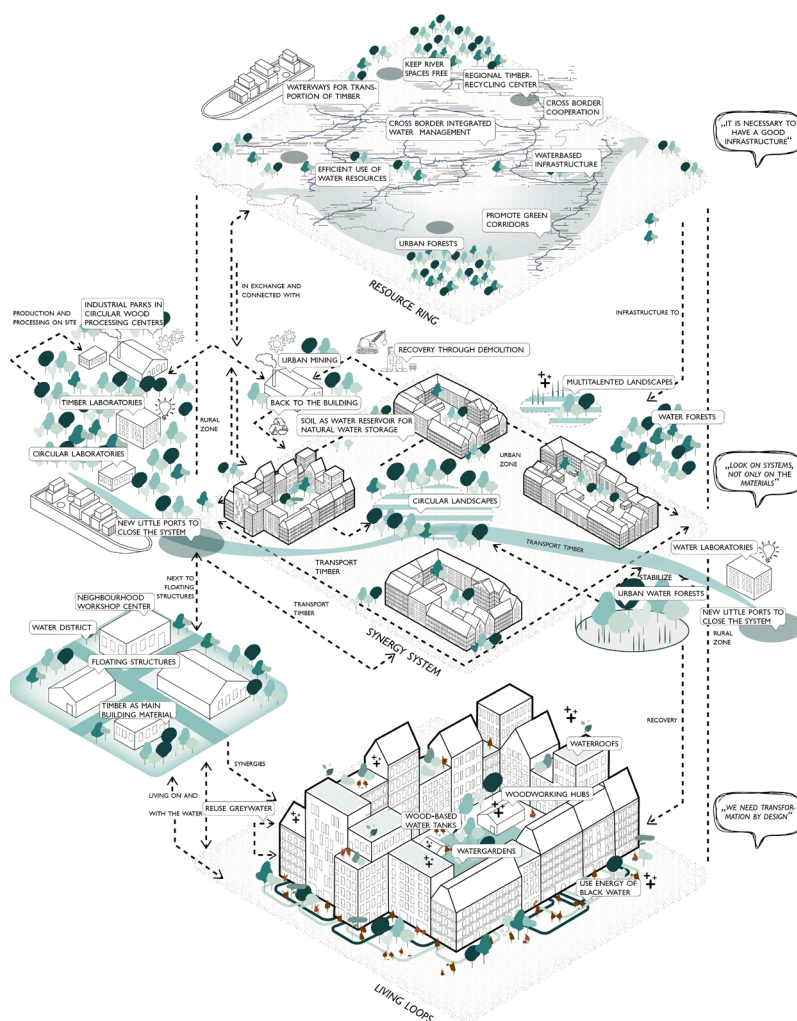 KEEP RIVER
SPACES FREE
REGIONAL TIMBER-
RECYCLING CENTER
WATERWAYS FOR TRANS-
PORTION OF TIMBER
CROSS BORDER
COOPERATION
CROSS BORDER INTEGRATED
WATER MANAGEMENT
„IT IS NECESSARY TO
HAVE A GOOD
INFRASTRUCTURE“
WATERBASED
INFRASTRUCTURE
EFFICIENT USE OF
WATER RESOURCES
PROMOTE GREEN
CORRIDORS
URBAN FORESTS
RESOURCE RING
IN EXCHANGE AND
CONNECTED WITH
INFRASTRUCTURE TO
PRODUCTION AND
PROCESSING ON SITE
INDUSTRIAL PARKS IN
CIRCULAR WOOD
PROCESSING CENTERS
URBAN MINING
RECOVERY THROUGH DEMOLITION
MULTITALENTED LANDSCAPES
TIMBER LABORATORIES
BACK TO THE BUILDING
RURAL
ZONE
SOIL AS WATER RESERVOIR FOR
NATURAL WATER STORAGE
WATER FORESTS
CIRCULAR LABORATORIES
URBAN
ZONE
„LOOK ON SYSTEMS,
NOT ONLY ON THE
MATERIALS“
CIRCULAR LANDSCAPES
NEW LITTLE PORTS TO
CLOSE THE SYSTEM
TRANSPORT TIMBER
WATER LABORATORIES
TRANSPORT
TIMBER
STABILIZE
NEXT TO
FLOATING
STRUCTURES
URBAN WATER FORESTS
NEIGHBOURHOOD
WORKSHOP CENTER
TRANSPORT
TIMBER
NEW LITTLE PORTS TO
CLOSE THE SYSTEM
WATER DISTRICT
SYNERGY SYSTEM
RURAL
ZONE
FLOATING STRUCTURES
TIMBER AS MAIN
BUILDING MATERIAL
RECOVERY
WATERROOFS
SYNERGIES
LIVING ON AND
WITH THE WATER
REUSE GREYWATER
WOODWORKING HUBS
WOOD-BASED
WATER TANKS
„WE NEED TRANSFOR-
MATION BY DESIGN“
WATERGARDENS
USE ENERGY OF
BLACK WATER
LIVING LOOPS